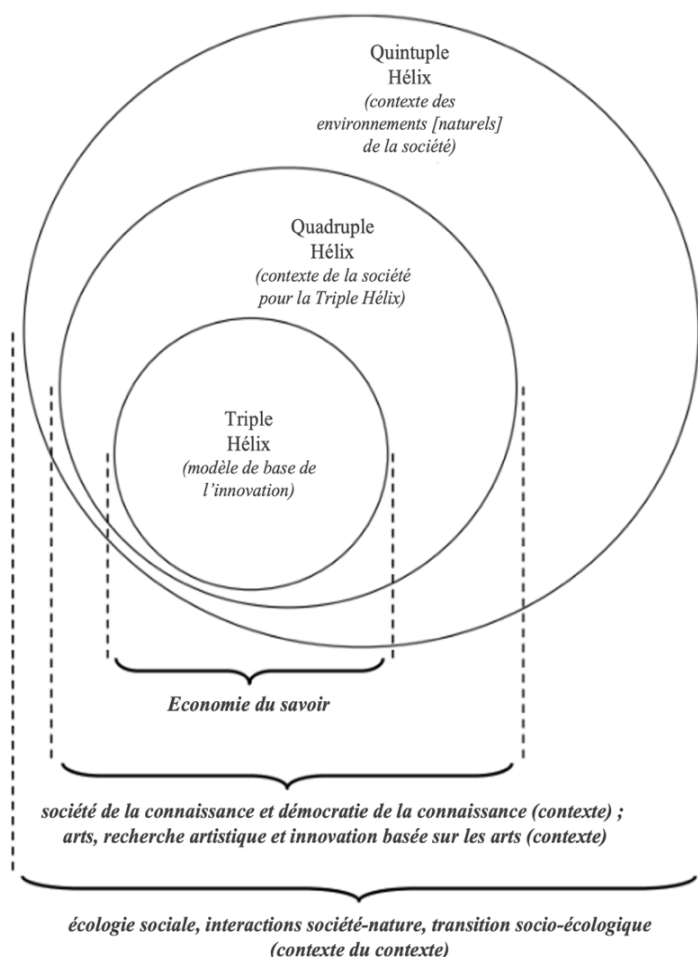 Quintuple
Hélix
(contexte des
environnements [naturels]
de la société)
Quadruple
Hélix
(contexte de la société
pour la Triple Hélix)
Triple
Hélix
(modèle de base de
l’innovation)
Economie du savoir
société de la connaissance et démocratie de la connaissance (contexte) ;
arts, recherche artistique et innovation basée sur les arts (contexte)
écologie sociale, interactions société-nature, transition socio-écologique
(contexte du contexte)